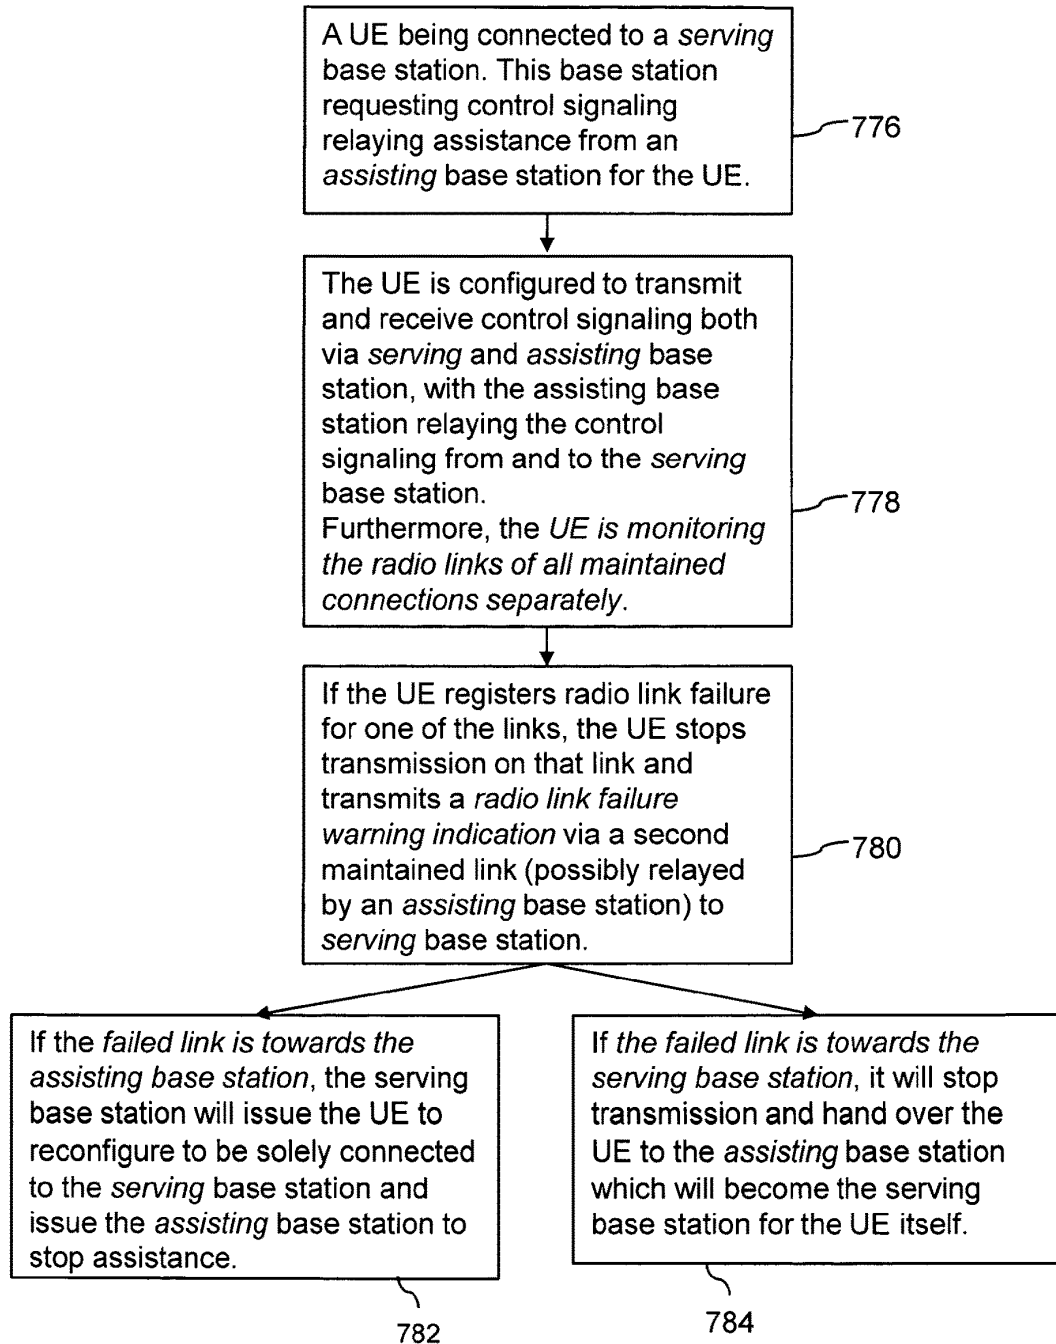 A UE being connected to a serving
base station. This base station
requesting control signaling
relaying assistance from an
assisting base station for the UE.
776
The UE is configured to transmit
and receive control signaling both
via serving and assisting base
station, with the assisting base
station relaying the control
signaling from and to the serving
base station.
Furthermore, the UE is monitoring
the radio links of all maintained
connections separately.
778
If the UE registers radio link failure
for one of the links, the UE stops
transmission on that link and
transmits a radio link failure
warning indication via a second
maintained link (possibly relayed
by an assisting base station) to
serving base station.
780
If the failed link is towards the
assisting base station, the serving
base station will issue the UE to
reconfigure to be solely connected
to the serving base station and
issue the assisting base station to
stop assistance.
782
If the failed link is towards the
serving base station, it will stop
transmission and hand over the
UE to the assisting base station
which will become the serving
base station for the UE itself.
784